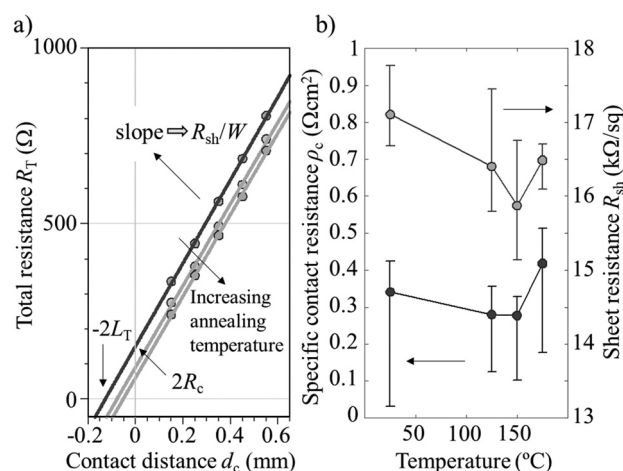 a)
b)
1000
500
0
-0.2
0
0.2
0.4
0.6
Total resistance R_T (Ω)
Contact distance d_c (mm)
slope ⇨ R_sh/W
Increasing
annealing
temperature
-2L_T
2R_c
1
0.9
0.8
0.7
0.6
0.5
0.4
0.3
0.2
0.1
0
Specific contact resistance ρ_c (Ωcm²)
18
17
16
15
14
13
Sheet resistance R_sh (kΩ/sq)
50
100
150
Temperature (ºC)